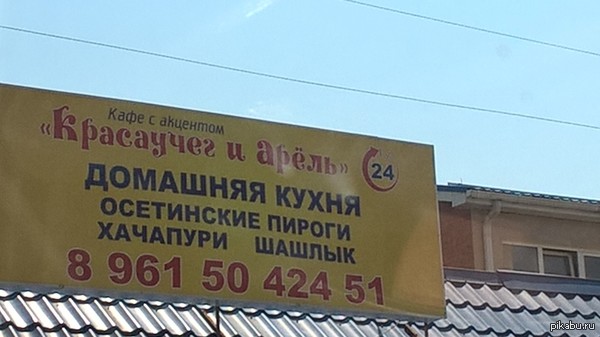 Кафе с акцентом
«Красаучег и арёль» 24
ДОМАШНЯЯ КУХНЯ
ОСЕТИНСКИЕ ПИРОГИ
ХАЧАПУРИ ШАШЛЫК
8 961 50 424 51
pikabu.ru